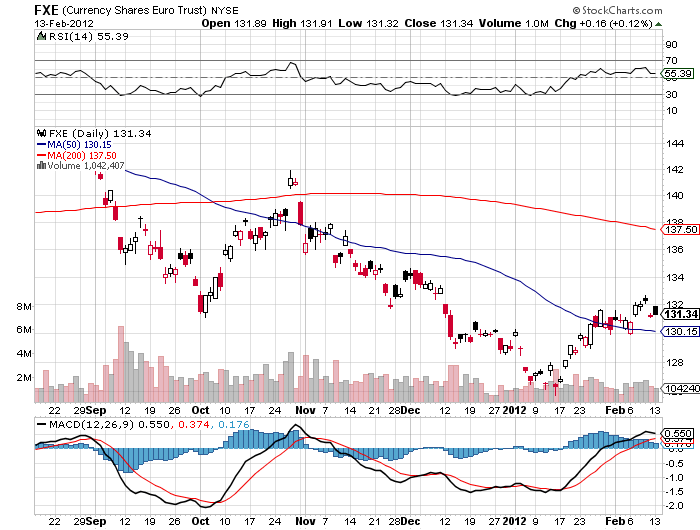 FXE (Currency Shares Euro Trust) NYSE © StockCharts.com
13-Feb-2012 Open 131.89 High 131.91 Low 131.32 Close 131.34 Volume 1.0M Chg +0.16 (+0.12%)
RSI(14) 55.39
90
70
55.39
50
30
10
FXE (Daily) 131.34
MA(50) 130.15
MA(200) 137.50
Volume 1,042,407
144
142
140
138
137.50
136
134
132
131.34
130.15
128
104240
8M
6M
4M
2M
22 29 Sep 12 19 26 Oct 10 17 24 Nov 7 14 21 28 Dec 12 19 27 2012 9 17 23 Feb 6 13
MACD(12,26,9) 0.550, 0.374, 0.176
0.550
0.0
-0.5
-1.0
-1.5
-2.0
22 29 Sep 12 19 26 Oct 10 17 24 Nov 7 14 21 28 Dec 12 19 27 2012 9 17 23 Feb 6 13